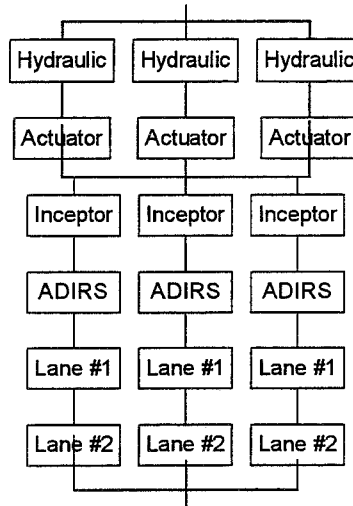 Hydraulic Hydraulic Hydraulic
Actuator Actuator Actuator
Inceptor Inceptor Inceptor
ADIRS ADIRS ADIRS
Lane #1 Lane #1 Lane #1
Lane #2 Lane #2 Lane #2